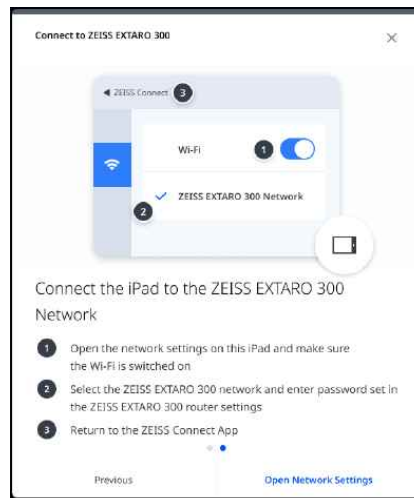 Connect to ZEISS EXTARO 300
ZEISS Connect 3
Wi-Fi 1
2 ZEISS EXTARO 300 Network
Connect the iPad to the ZEISS EXTARO 300
Network
1 Open the network settings on this iPad and make sure
the Wi-Fi is switched on
2 Select the ZEISS EXTARO 300 network and enter password set in
the ZEISS EXTARO 300 router settings
3 Return to the ZEISS Connect App
Previous Open Network Settings